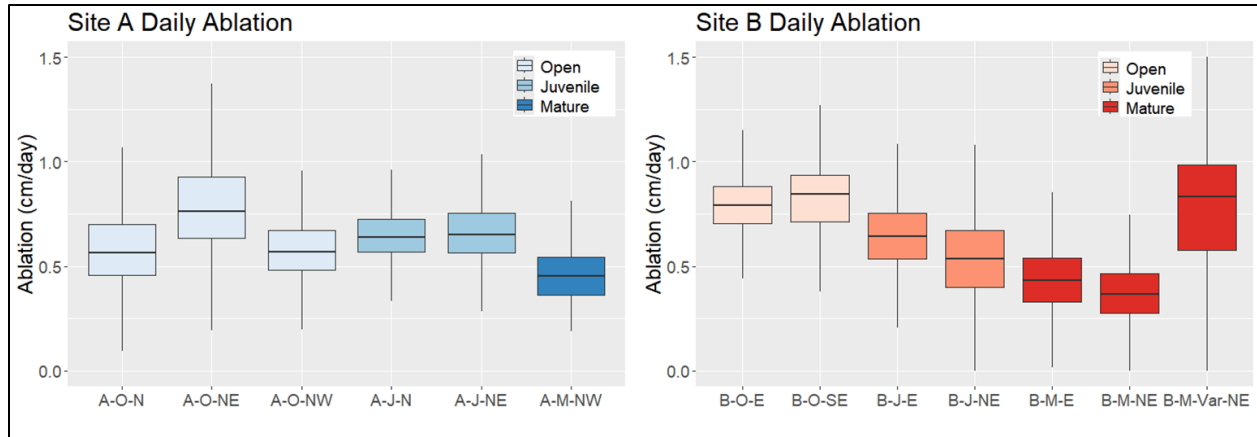 Site A Daily Ablation
Ablation (cm/day)
1.5
1.0
0.5
0.0
Open
Juvenile
Mature
A-O-N A-O-NE A-O-NW A-J-N A-J-NE A-M-NW
Site B Daily Ablation
Ablation (cm/day)
1.5
1.0
0.5
0.0
Open
Juvenile
Mature
B-O-E B-O-SE B-J-E B-J-NE B-M-E B-M-NE B-M-Var-NE